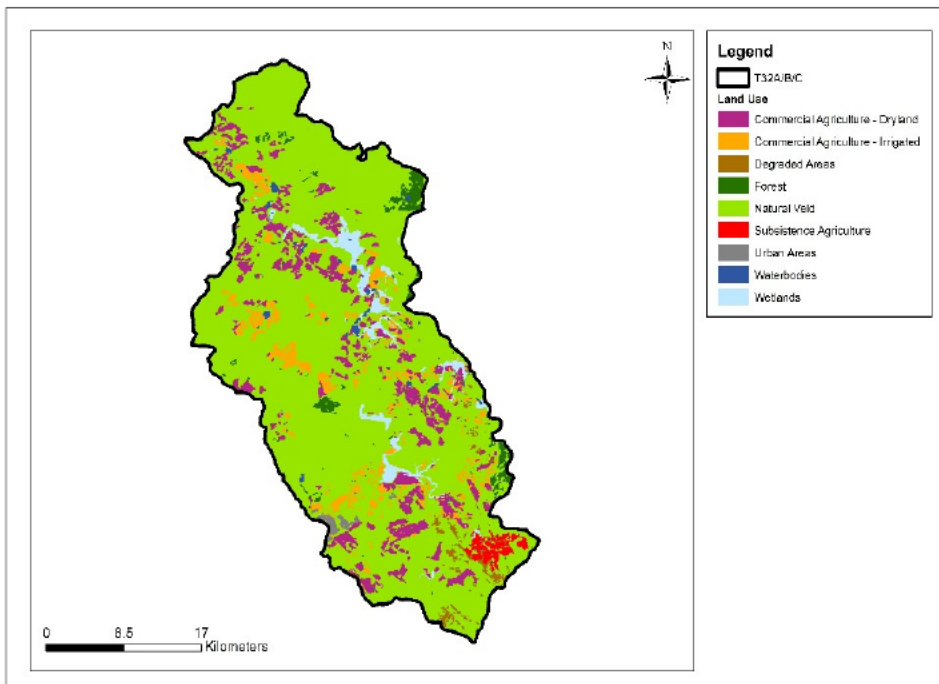 N
Legend
T32A/B/C
Land Use
Commercial Agriculture - Dryland
Commercial Agriculture - Irrigated
Degraded Areas
Forest
Natural Veld
Subsistence Agriculture
Urban Areas
Waterbodies
Wetlands
0 8.5 17
Kilometers